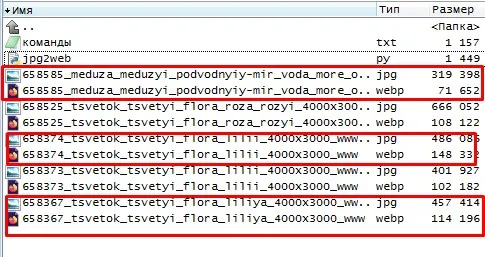 ↓Имя Тип Размер
.. <Папка>
команды txt 1 157
jpg2web py 1 449
658585_meduza_meduzyi_podvodnyiy-mir_voda_more_o.. jpg 319 398
658585_meduza_meduzyi_podvodnyiy-mir_voda_more_o.. webp 71 652
658525_tsvetok_tsvetyi_flora_roza_rozyi_4000x300.. jpg 666 052
658525_tsvetok_tsvetyi_flora_roza_rozyi_4000x300.. webp 108 122
658374_tsvetok_tsvetyi_flora_lilii_4000x3000_www.. jpg 486 086
658374_tsvetok_tsvetyi_flora_lilii_4000x3000_www webp 148 332
658373_tsvetok_tsvetyi_flora_lilii_4000x3000_www.. jpg 401 927
658373_tsvetok_tsvetyi_flora_lilii_4000x3000_www webp 102 182
658367_tsvetok_tsvetyi_flora_liliya_4000x3000_www.. jpg 457 414
658367_tsvetok_tsvetyi_flora_liliya_4000x3000_www webp 114 196